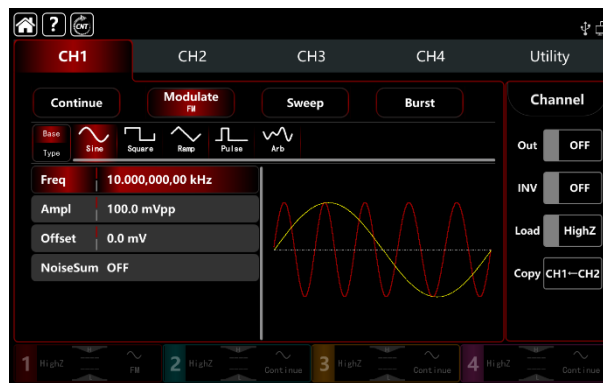 ? CNT
CH1 CH2 CH3 CH4 Utility
Continue Modulate FM Sweep Burst Channel
Base Type Sine Square Ramp Pulse Arb
Out OFF
Freq 10.000,000,00 kHz
INV OFF
Ampl 100.0 mVpp
Offset 0.0 mV
Load HighZ
NoiseSum OFF
Copy CH1←CH2
1 HighZ FM 2 HighZ Continue 3 HighZ Continue 4 HighZ Continue